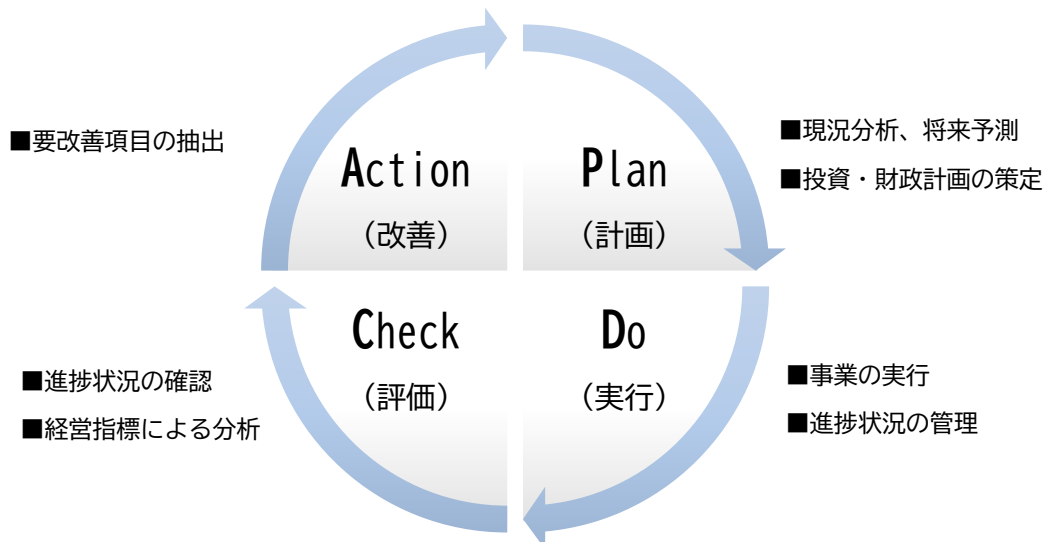 ■要改善項目の抽出
Action
（改善）
Plan
（計画）
■現況分析、将来予測
■投資・財政計画の策定
Check
（評価）
Do
（実行）
■進捗状況の確認
■経営指標による分析
■事業の実行
■進捗状況の管理